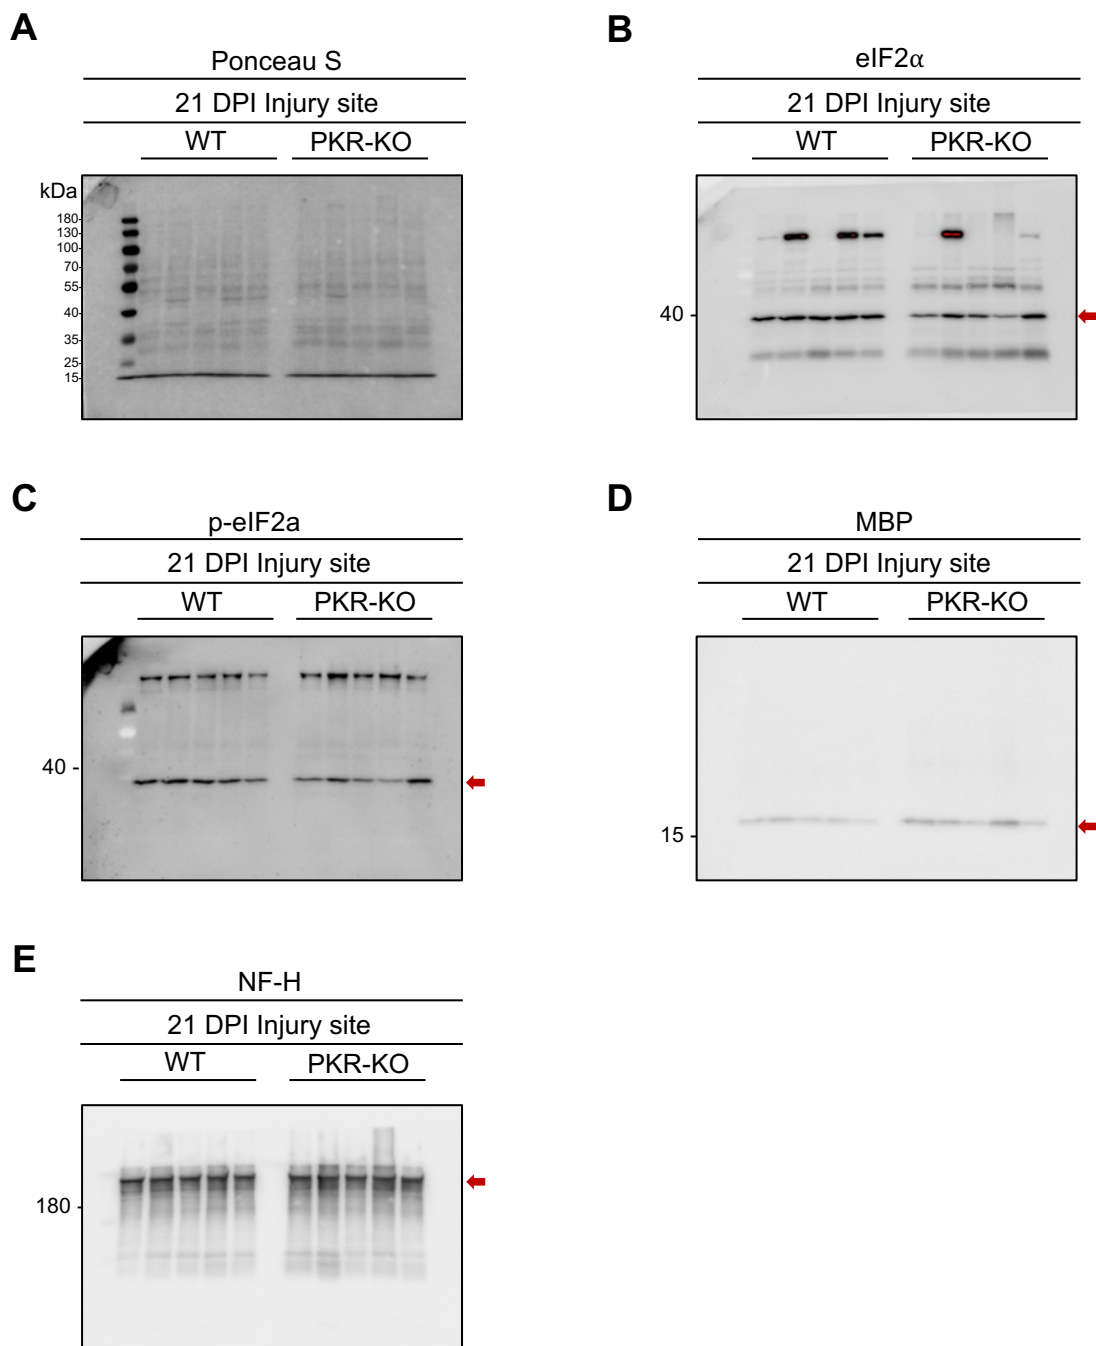 A
Ponceau S
21 DPI Injury site
WT PKR-KO
kDa
180-
130-
100-
70-
55-
40-
35-
25-
15-
B
eIF2α
21 DPI Injury site
WT PKR-KO
40 -
C
p-eIF2a
21 DPI Injury site
WT PKR-KO
40 -
D
MBP
21 DPI Injury site
WT PKR-KO
15 -
E
NF-H
21 DPI Injury site
WT PKR-KO
180 -